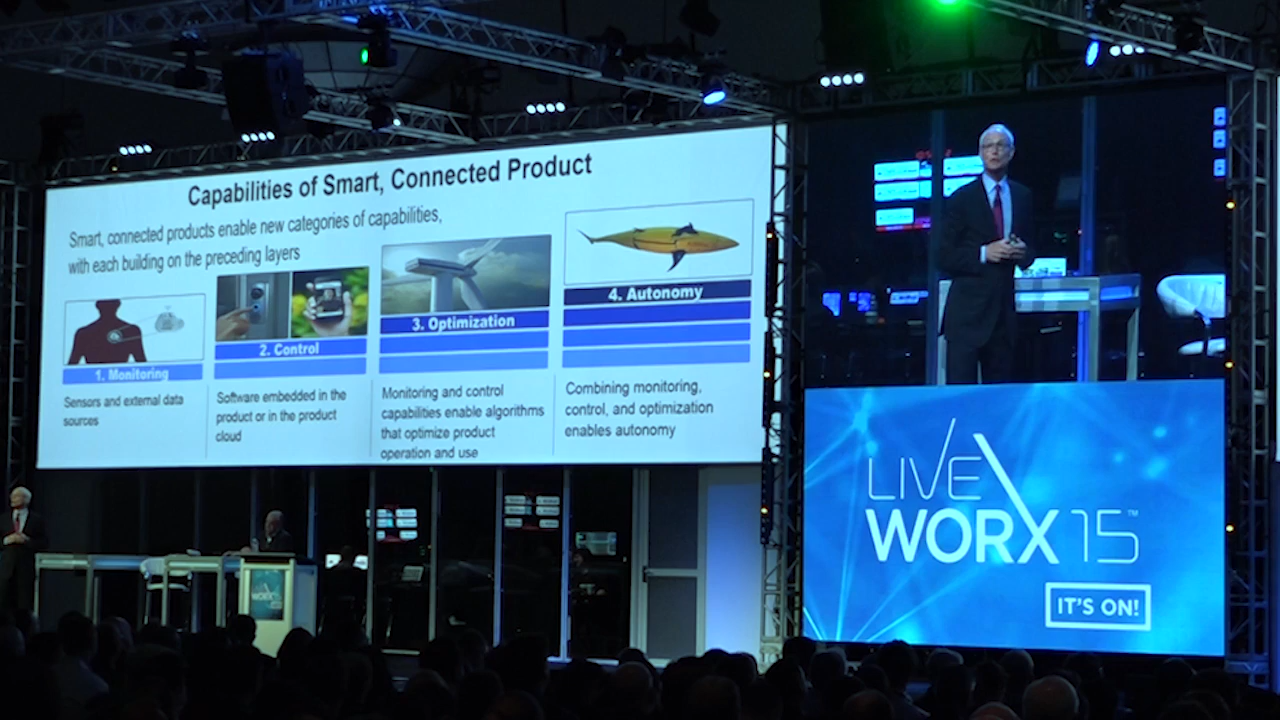 Capabilities of Smart, Connected Product
Smart, connected products enable new categories of capabilities,
with each building on the preceding layers
1. Monitoring
Sensors and external data
sources
2. Control
Software embedded in the
product or in the product
cloud
3. Optimization
Monitoring and control
capabilities enable algorithms
that optimize product
operation and use
4. Autonomy
Combining monitoring,
control, and optimization
enables autonomy
LIVE
WORX 15™
IT'S ON!
WORX